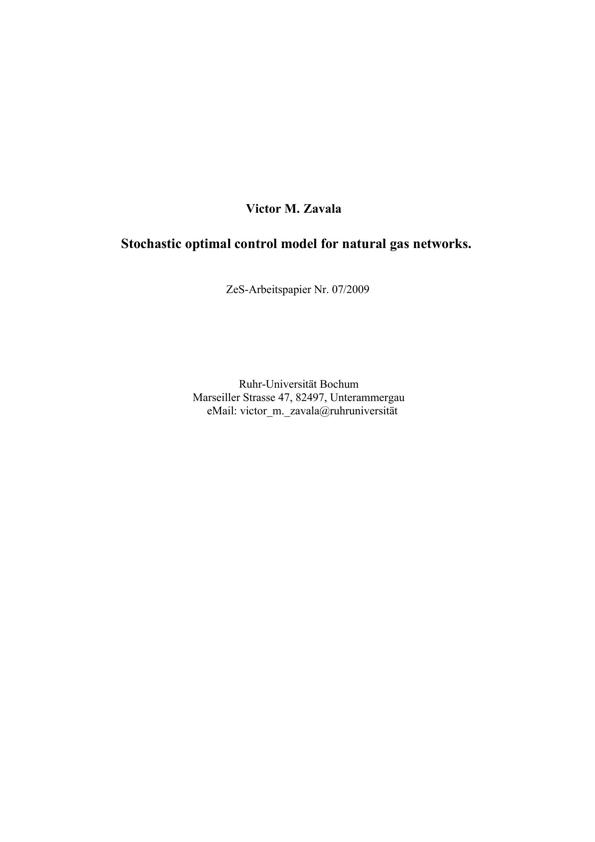 Victor M. Zavala
Stochastic optimal control model for natural gas networks.
ZeS-Arbeitspapier Nr. 07/2009
Ruhr-Universität Bochum
Marseiller Strasse 47, 82497, Unterammergau
eMail: victor_m._zavala@ruhruniversität